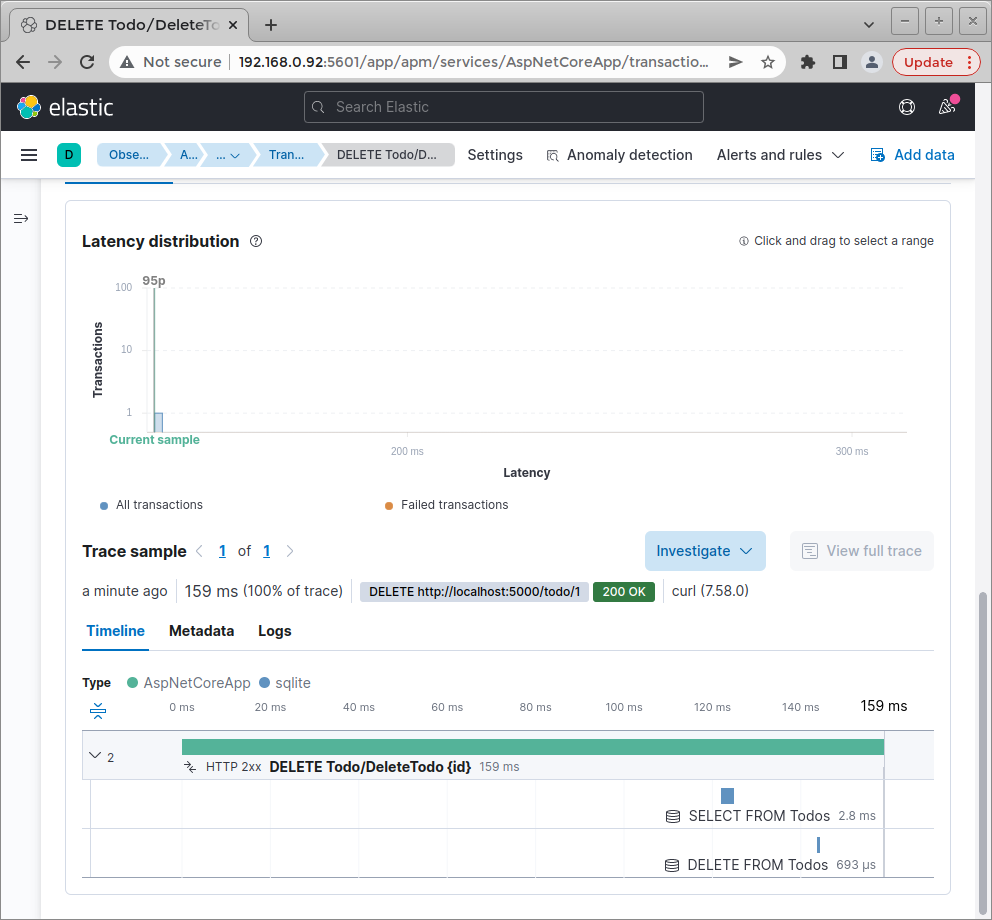 DELETE Todo/DeleteTo
Not secure 192.168.0.92:5601/app/apm/services/AspNetCoreApp/transactio... Update
elastic Search Elastic
D Obse... A... ... Tran... DELETE Todo/D... Settings Anomaly detection Alerts and rules Add data
Latency distribution Click and drag to select a range
95p
100
10
1
Transactions
Current sample
200 ms 300 ms
Latency
All transactions Failed transactions
Trace sample 1 of 1 Investigate View full trace
a minute ago 159 ms (100% of trace) DELETE http://localhost:5000/todo/1 200 OK curl (7.58.0)
Timeline Metadata Logs
Type AspNetCoreApp sqlite
0 ms 20 ms 40 ms 60 ms 80 ms 100 ms 120 ms 140 ms 159 ms
2
HTTP 2xx DELETE Todo/DeleteTodo {id} 159 ms
SELECT FROM Todos 2.8 ms
DELETE FROM Todos 693 μs